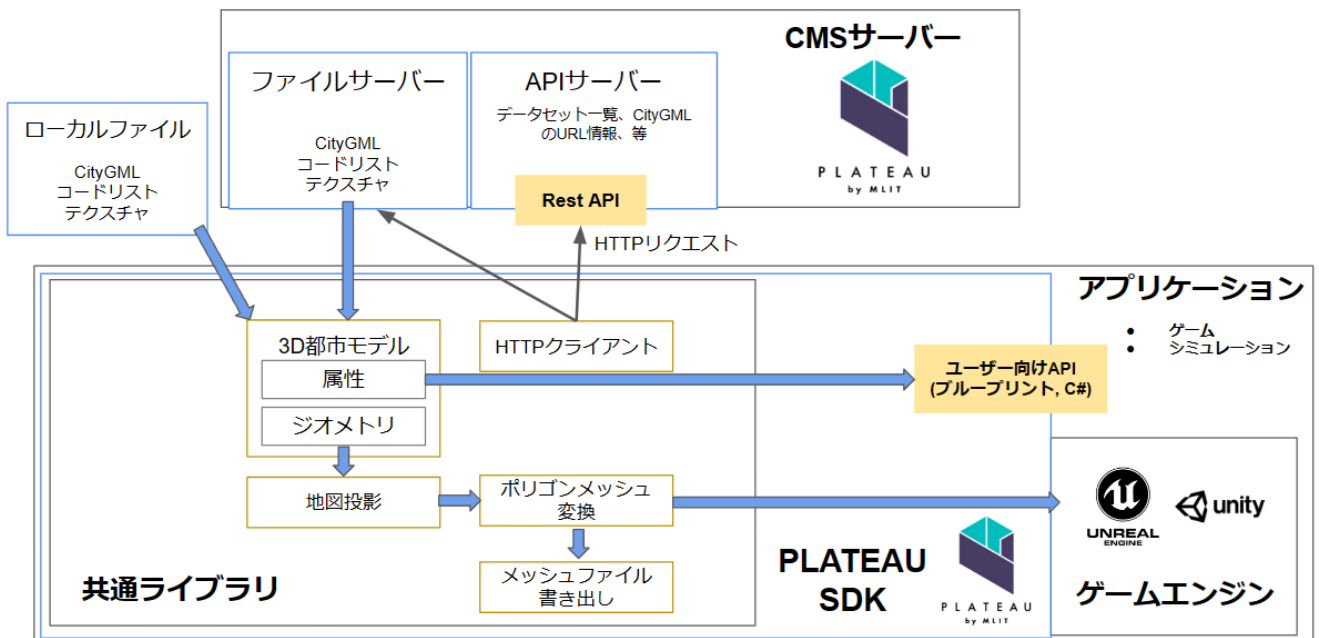 CMSサーバー
PLATEAU
by MLIT
ファイルサーバー
CityGML
コードリスト
テクスチャ
APIサーバー
データセット一覧、CityGML
のURL情報、等
Rest API
ローカルファイル
CityGML
コードリスト
テクスチャ
HTTPリクエスト
アプリケーション
● ゲーム
● シミュレーション
3D都市モデル
属性
ジオメトリ
HTTPクライアント
ユーザー向けAPI
(ブループリント, C#)
地図投影
ポリゴンメッシュ
変換
メッシュファイル
書き出し
共通ライブラリ
PLATEAU
SDK
PLATEAU
by MLIT
UNREAL
ENGINE
unity
ゲームエンジン